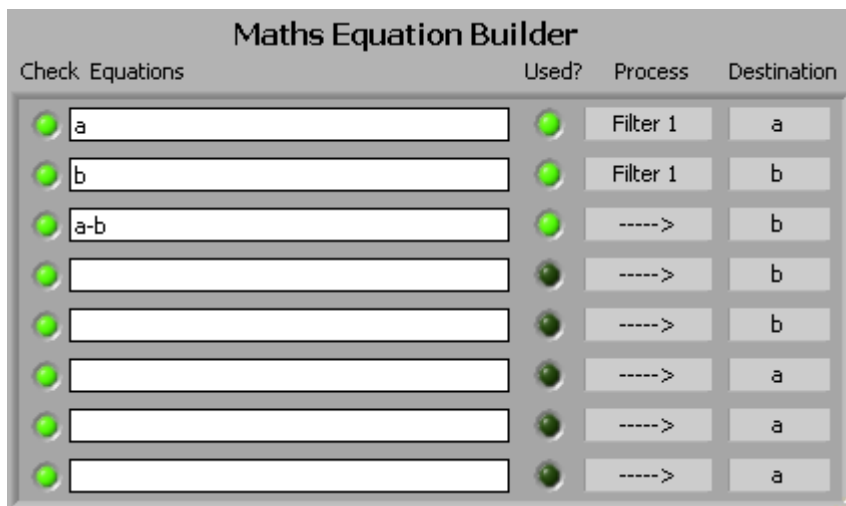 Maths Equation Builder
Check Equations Used? Process Destination
a Filter 1 a
b Filter 1 b
a-b -----> b
-----> b
-----> b
-----> a
-----> a
-----> a